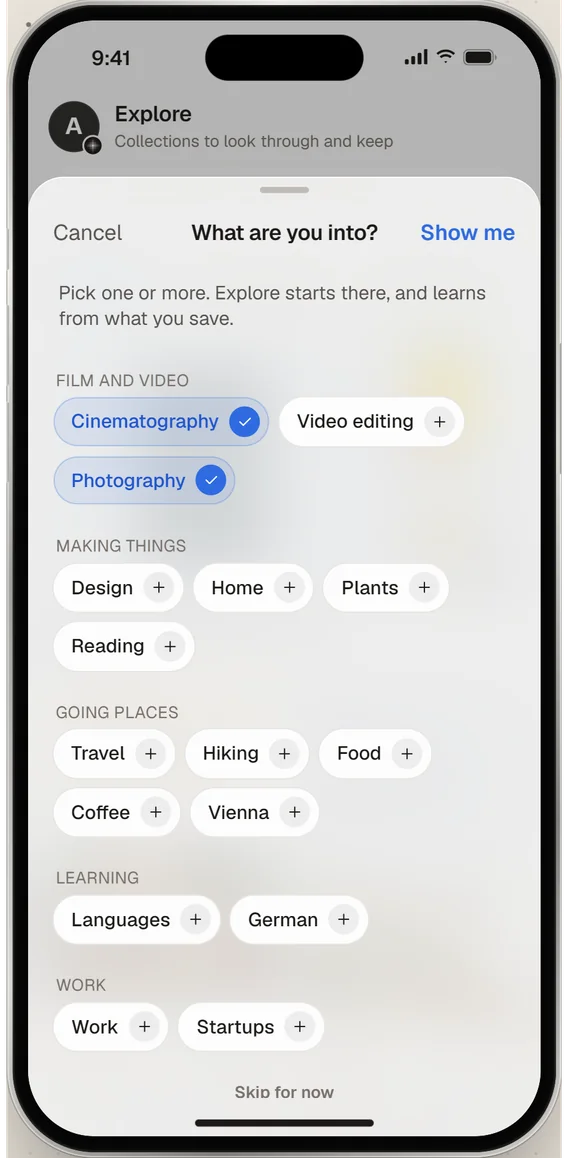 9:41
A
Explore
Collections to look through and keep
Cancel
What are you into?
Show me
Pick one or more. Explore starts there, and learns
from what you save.
FILM AND VIDEO
Cinematography
Video editing +
Photography
MAKING THINGS
Design +
Home +
Plants +
Reading +
GOING PLACES
Travel +
Hiking +
Food +
Coffee +
Vienna +
LEARNING
Languages +
German +
WORK
Work +
Startups +
Skip for now